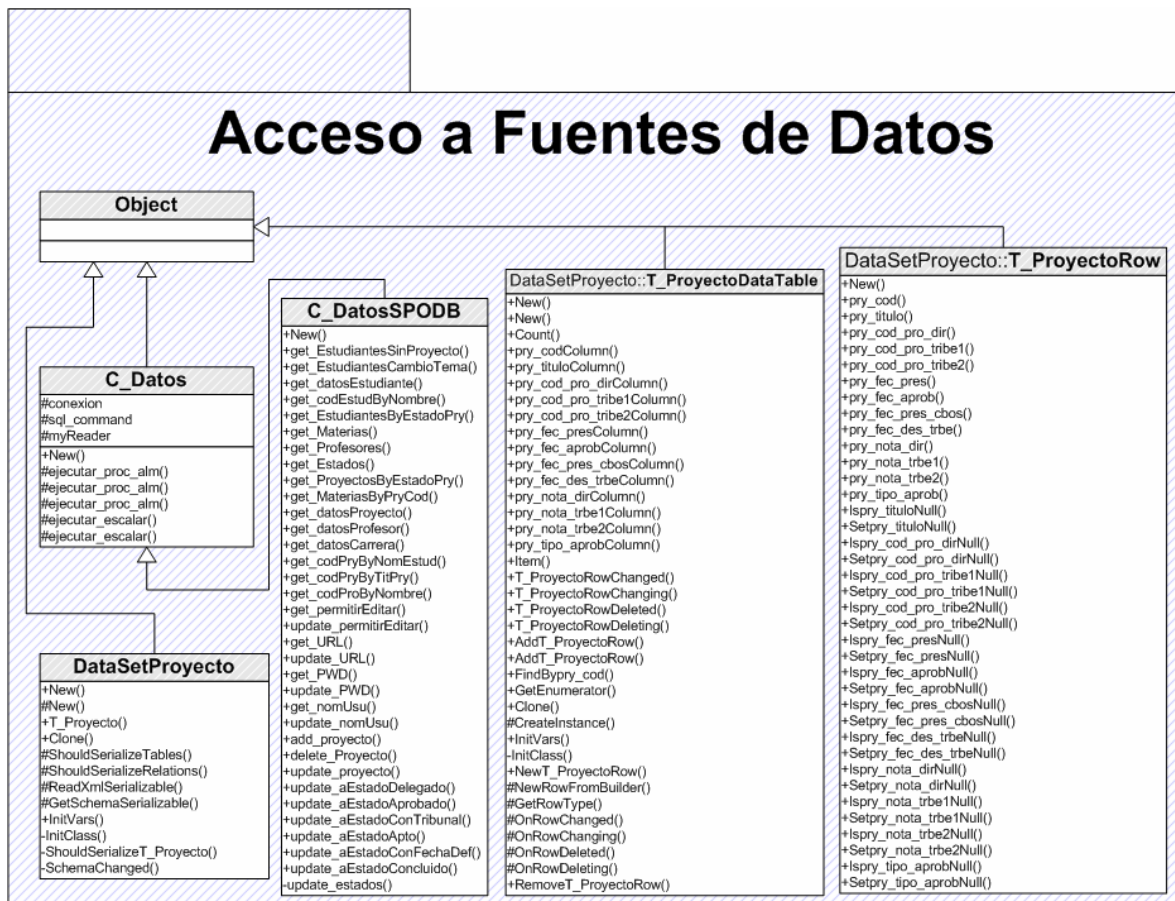 Acceso a Fuentes de Datos
Object
C_Datos
#conexion
#sql_command
#myReader
+New()
#ejecutar_proc_alm()
#ejecutar_proc_alm()
#ejecutar_proc_alm()
#ejecutar_escalar()
#ejecutar_escalar()
DataSetProyecto
+New()
#New()
+T_Proyecto()
+Clone()
#ShouldSerializeTables()
#ShouldSerializeRelations()
#ReadXmlSerializable()
#GetSchemaSerializable()
+InitVars()
-InitClass()
-ShouldSerializeT_Proyecto()
-SchemaChanged()
C_DatosSPODB
+New()
+get_EstudiantesSinProyecto()
+get_EstudiantesCambioTema()
+get_datosEstudiante()
+get_codEstudByNombre()
+get_EstudiantesByEstadoPry()
+get_Materias()
+get_Profesores()
+get_Estados()
+get_ProyectosByEstadoPry()
+get_MateriasByPryCod()
+get_datosProyecto()
+get_datosProfesor()
+get_datosCarrera()
+get_codPryByNomEstud()
+get_codPryByTitPry()
+get_codProByNombre()
+get_permitirEditar()
+update_permitirEditar()
+get_URL()
+update_URL()
+get_PWD()
+update_PWD()
+get_nomUsu()
+update_nomUsu()
+add_proyecto()
+delete_Proyecto()
+update_proyecto()
+update_aEstadoDelegado()
+update_aEstadoAprobado()
+update_aEstadoConTribunal()
+update_aEstadoApto()
+update_aEstadoConFechaDef()
+update_aEstadoConcluido()
-update_estados()
DataSetProyecto::T_ProyectoDataTable
+New()
+New()
+Count()
+pry_codColumn()
+pry_tituloColumn()
+pry_cod_pro_dirColumn()
+pry_cod_pro_tribe1Column()
+pry_cod_pro_tribe2Column()
+pry_fec_presColumn()
+pry_fec_aprobColumn()
+pry_fec_pres_cbosColumn()
+pry_fec_des_trbeColumn()
+pry_nota_dirColumn()
+pry_nota_trbe1Column()
+pry_nota_trbe2Column()
+pry_tipo_aprobColumn()
+Item()
+T_ProyectoRowChanged()
+T_ProyectoRowChanging()
+T_ProyectoRowDeleted()
+T_ProyectoRowDeleting()
+AddT_ProyectoRow()
+AddT_ProyectoRow()
+FindBypry_cod()
+GetEnumerator()
+Clone()
#CreateInstance()
+InitVars()
-InitClass()
+NewT_ProyectoRow()
#NewRowFromBuilder()
#GetRowType()
#OnRowChanged()
#OnRowChanging()
#OnRowDeleted()
#OnRowDeleting()
+RemoveT_ProyectoRow()
DataSetProyecto::T_ProyectoRow
+New()
+pry_cod()
+pry_titulo()
+pry_cod_pro_dir()
+pry_cod_pro_tribe1()
+pry_cod_pro_tribe2()
+pry_fec_pres()
+pry_fec_aprob()
+pry_fec_pres_cbos()
+pry_fec_des_trbe()
+pry_nota_dir()
+pry_nota_trbe1()
+pry_nota_trbe2()
+pry_tipo_aprob()
+Ispry_tituloNull()
+Setpry_tituloNull()
+Ispry_cod_pro_dirNull()
+Setpry_cod_pro_dirNull()
+Ispry_cod_pro_tribe1Null()
+Setpry_cod_pro_tribe1Null()
+Ispry_cod_pro_tribe2Null()
+Setpry_cod_pro_tribe2Null()
+Ispry_fec_presNull()
+Setpry_fec_presNull()
+Ispry_fec_aprobNull()
+Setpry_fec_aprobNull()
+Ispry_fec_pres_cbosNull()
+Setpry_fec_pres_cbosNull()
+Ispry_fec_des_trbeNull()
+Setpry_fec_des_trbeNull()
+Ispry_nota_dirNull()
+Setpry_nota_dirNull()
+Ispry_nota_trbe1Null()
+Setpry_nota_trbe1Null()
+Ispry_nota_trbe2Null()
+Setpry_nota_trbe2Null()
+Ispry_tipo_aprobNull()
+Setpry_tipo_aprobNull()